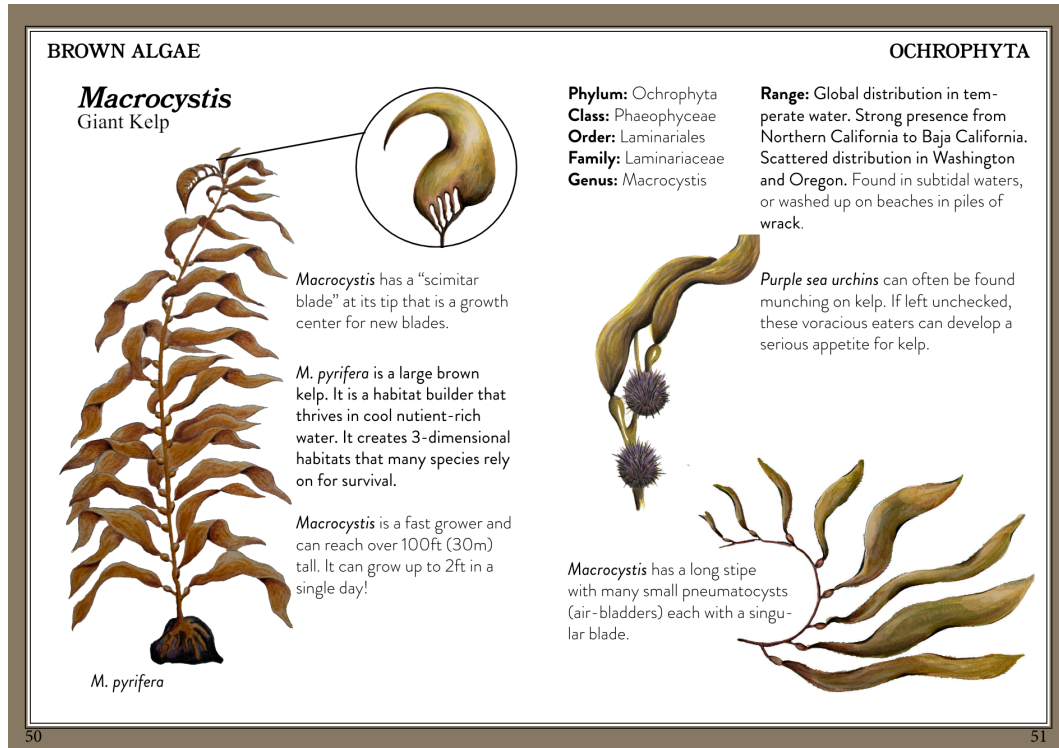 BROWN ALGAE
Macrocystis
Giant Kelp
Macrocystis has a “scimitar
blade” at its tip that is a growth
center for new blades.
M. pyrifera is a large brown
kelp. It is a habitat builder that
thrives in cool nutient-rich
water. It creates 3-dimensional
habitats that many species rely
on for survival.
Macrocystis is a fast grower and
can reach over 100ft (30m)
tall. It can grow up to 2ft in a
single day!
M. pyrifera
50
OCHROPHYTA
Phylum: Ochrophyta
Class: Phaeophyceae
Order: Laminariales
Family: Laminariaceae
Genus: Macrocystis
Range: Global distribution in tem-
perate water. Strong presence from
Northern California to Baja California.
Scattered distribution in Washington
and Oregon. Found in subtidal waters,
or washed up on beaches in piles of
wrack.
Purple sea urchins can often be found
munching on kelp. If left unchecked,
these voracious eaters can develop a
serious appetite for kelp.
Macrocystis has a long stipe
with many small pneumatocysts
(air-bladders) each with a singu-
lar blade.
51